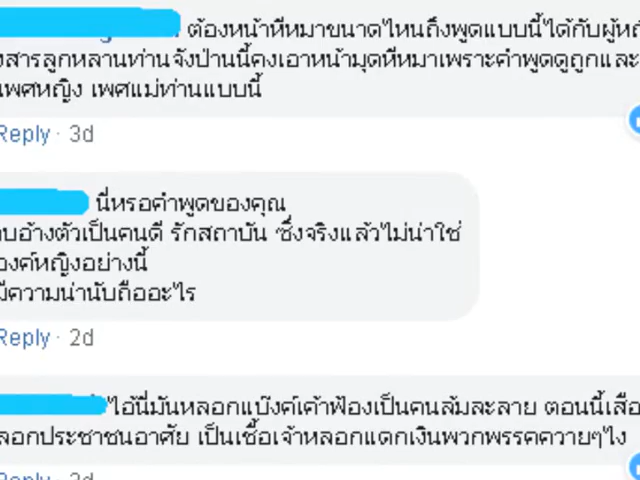 ต้องหน้าหีหมาขนาดไหนถึงพูดแบบนี้ได้กับผู้
สารลูกหลานท่านจังป่านนี้คงเอาหน้ามุดหีหมาเพราะคำพูดดูถูกและ
เพศหญิง เพศแม่ท่านแบบนี้
Reply · 3d
นี่หรอคำพูดของคุณ
อ้างตัวเป็นคนดี รักสถาบัน ซึ่งจริงแล้วไม่น่าใช่
องค์หญิงอย่างนี้
มีความน่านับถืออะไร
Reply · 2d
ไอ้นี่มันหลอกแบ๊งค์เค้าฟ้องเป็นคนล้มละลาย ตอนนี้
หลอกประชาชนอาศัย เป็นเชื้อเจ้าหลอกแดกเงินพวกพรรคควายๆไง